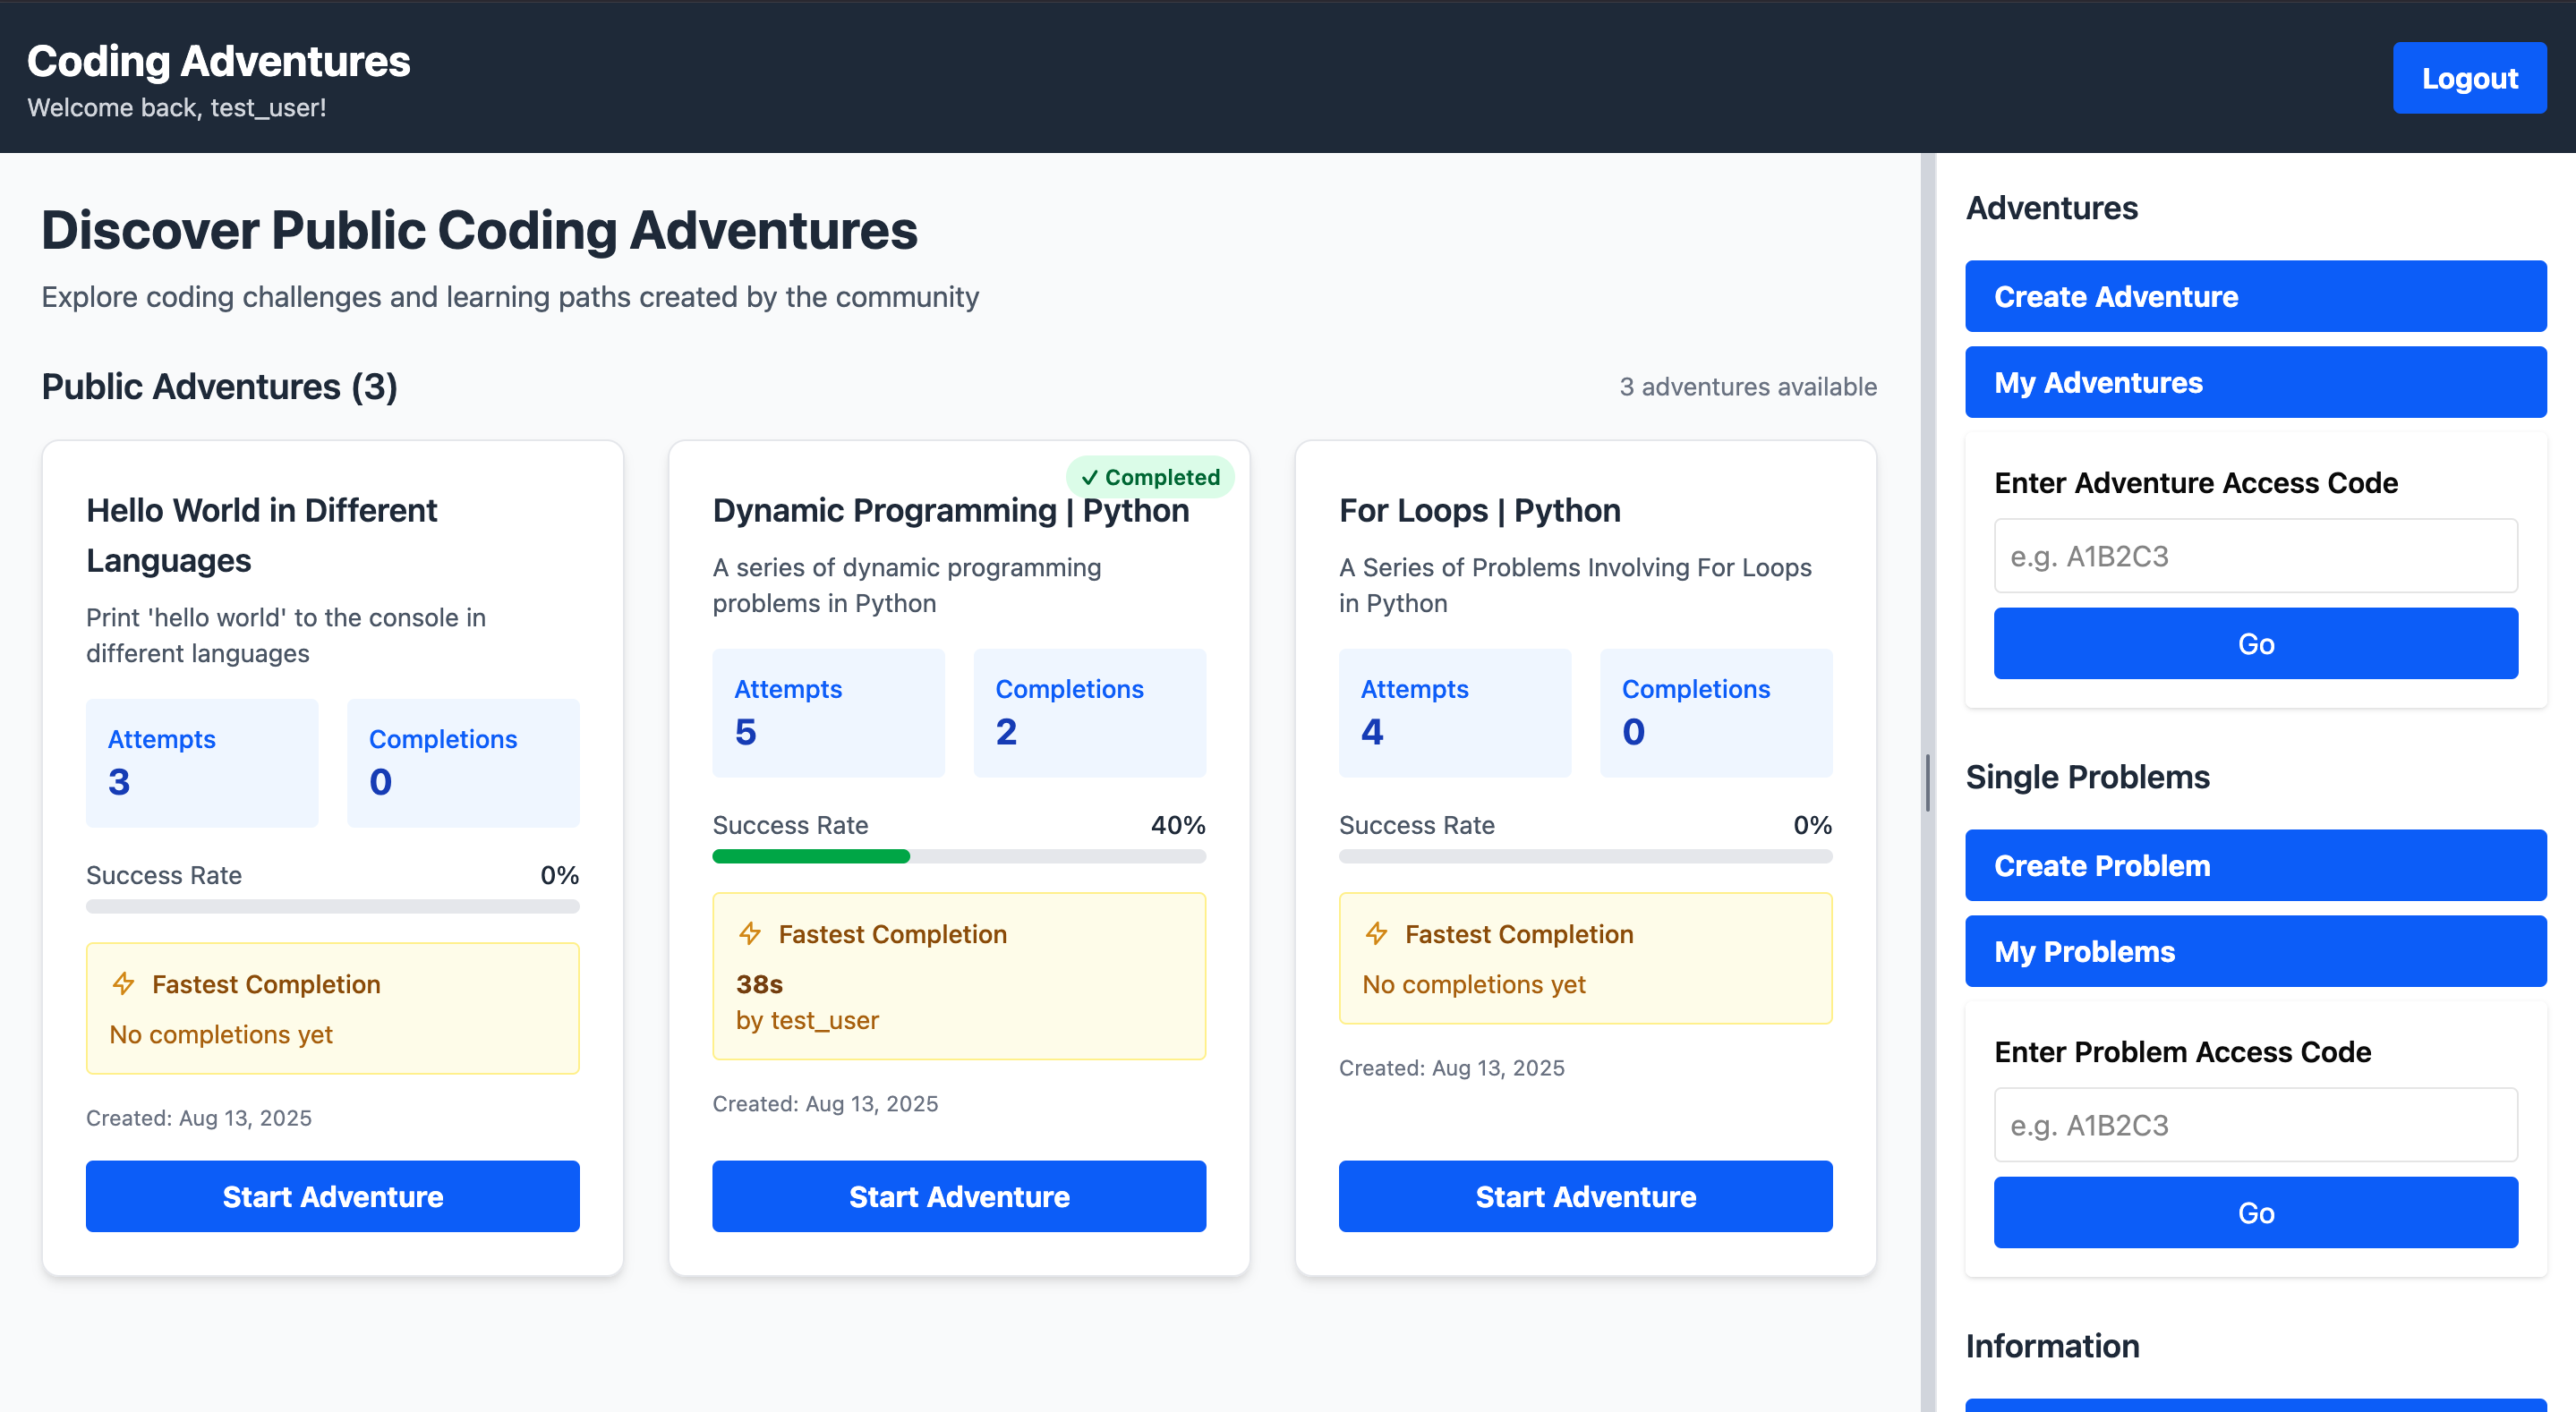 Coding Adventures
Welcome back, test_user!
Logout
Discover Public Coding Adventures
Explore coding challenges and learning paths created by the community
Public Adventures (3)
3 adventures available
Hello World in Different
Languages
Print 'hello world' to the console in
different languages
Attempts
3
Completions
0
Success Rate
0%
Fastest Completion
No completions yet
Created: Aug 13, 2025
Start Adventure
✓ Completed
Dynamic Programming | Python
A series of dynamic programming
problems in Python
Attempts
5
Completions
2
Success Rate
40%
Fastest Completion
38s
by test_user
Created: Aug 13, 2025
Start Adventure
For Loops | Python
A Series of Problems Involving For Loops
in Python
Attempts
4
Completions
0
Success Rate
0%
Fastest Completion
No completions yet
Created: Aug 13, 2025
Start Adventure
Adventures
Create Adventure
My Adventures
Enter Adventure Access Code
e.g. A1B2C3
Go
Single Problems
Create Problem
My Problems
Enter Problem Access Code
e.g. A1B2C3
Go
Information